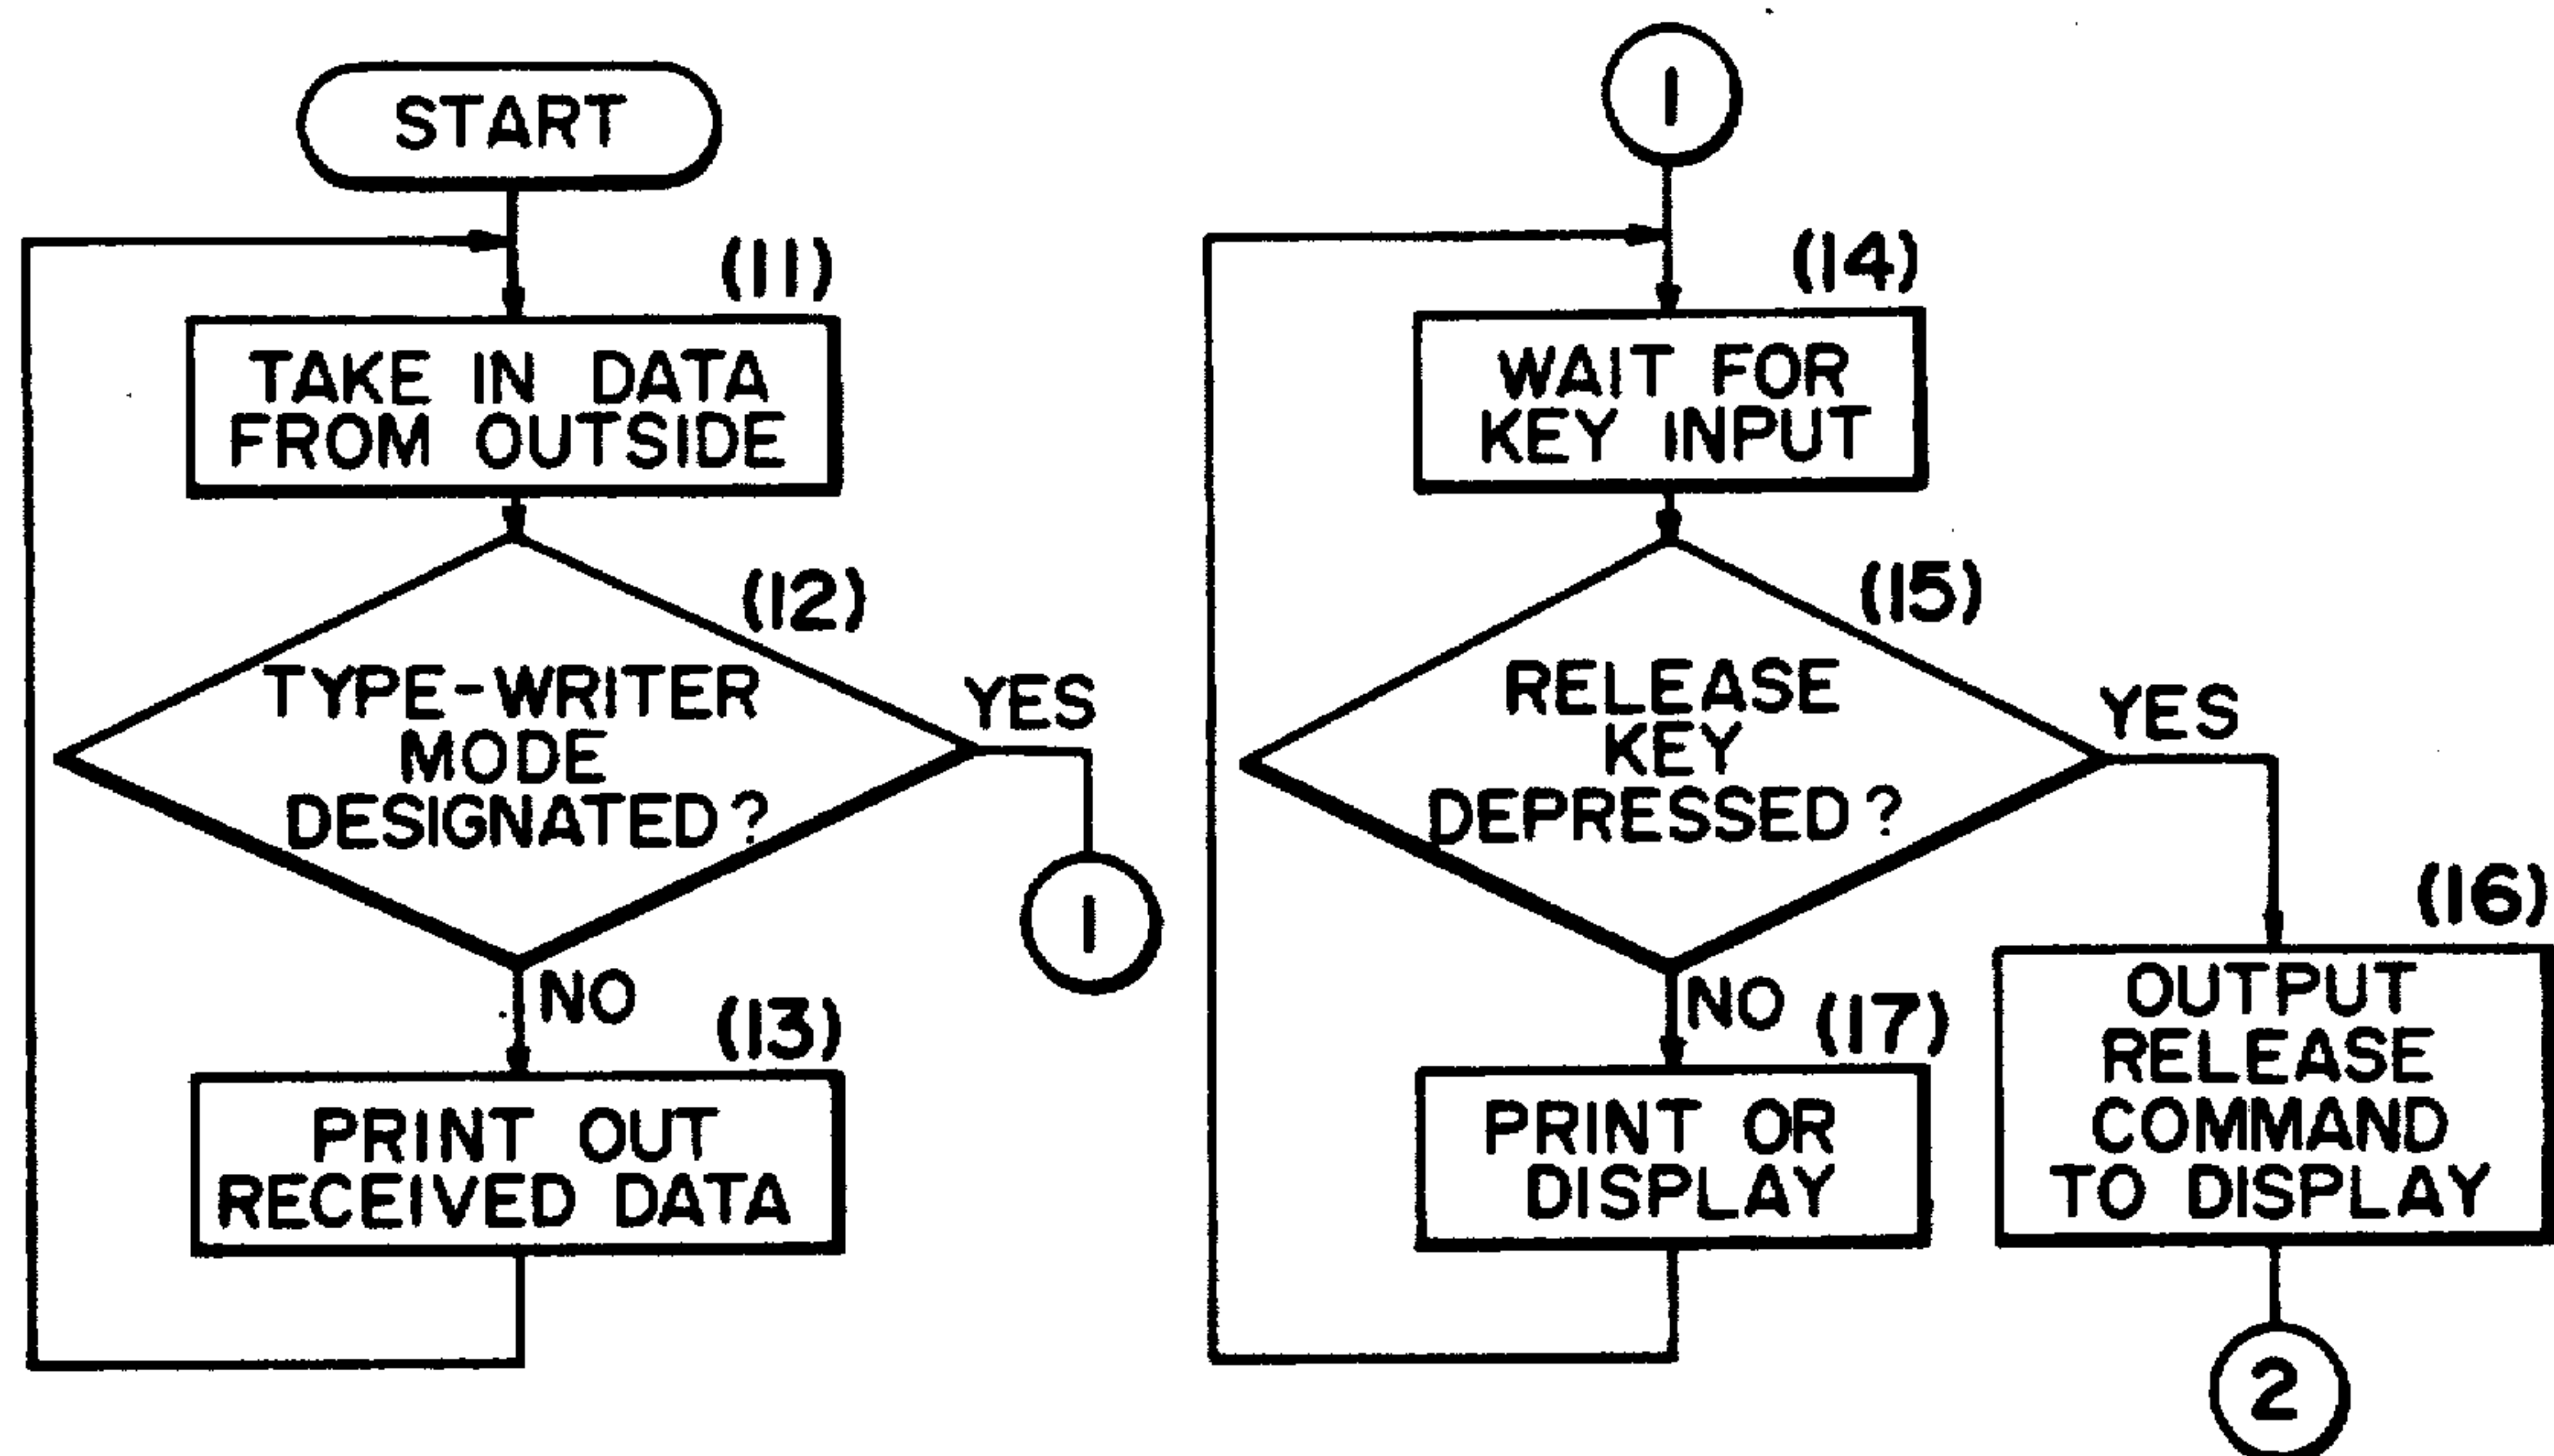 START
(11)
TAKE IN DATA
FROM OUTSIDE
(12)
TYPE-WRITER
MODE
DESIGNATED?
YES
1
NO
(13)
PRINT OUT
RECEIVED DATA
1
(14)
WAIT FOR
KEY INPUT
(15)
RELEASE
KEY
DEPRESSED?
YES
(16)
OUTPUT
RELEASE
COMMAND
TO DISPLAY
2
NO
(17)
PRINT OR
DISPLAY